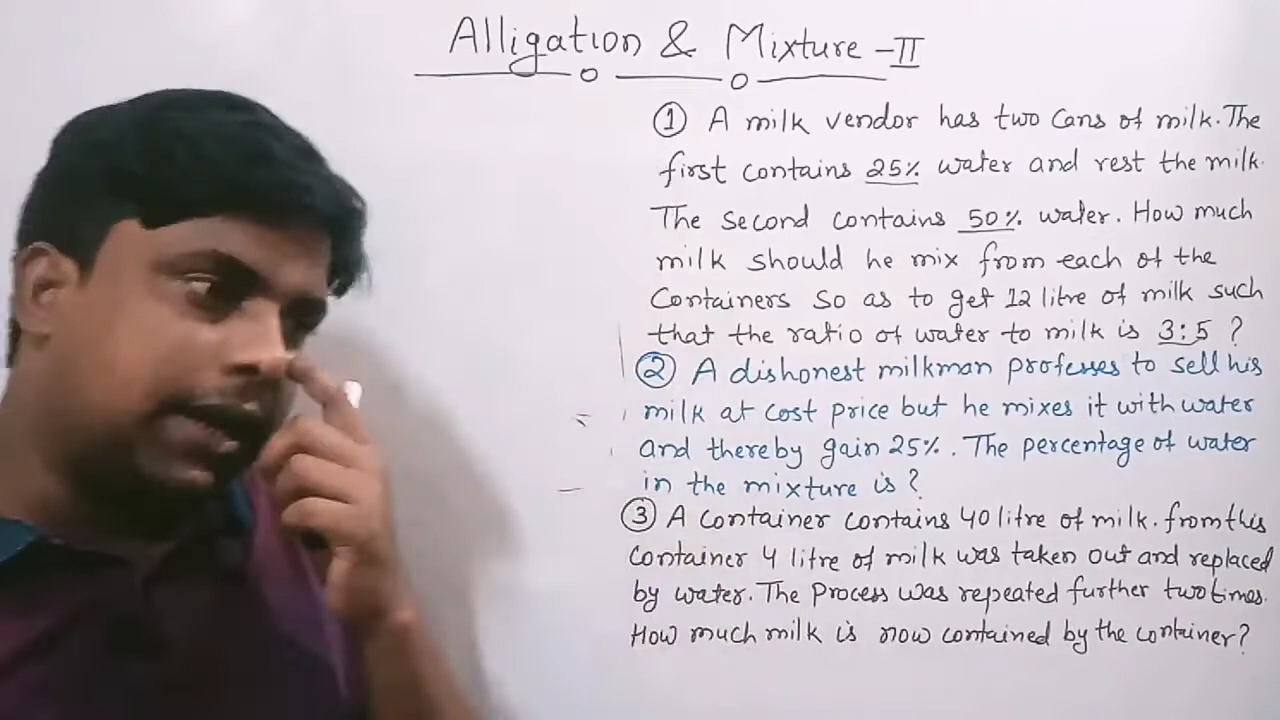 Alligation & Mixture - II
① A milk vendor has two cans of milk. The
first contains 25% water and rest the milk.
The second contains 50% water. How much
milk should he mix from each of the
Containers so as to get 12 litre of milk such
that the ratio of water to milk is 3:5 ?
② A dishonest milkman professes to sell his
milk at cost price but he mixes it with water
and thereby gain 25%. The percentage of water
in the mixture is ?
③ A container contains 40 litre of milk. from this
container 4 litre of milk was taken out and replaced
by water. The Process was repeated further two times.
How much milk is now contained by the container?